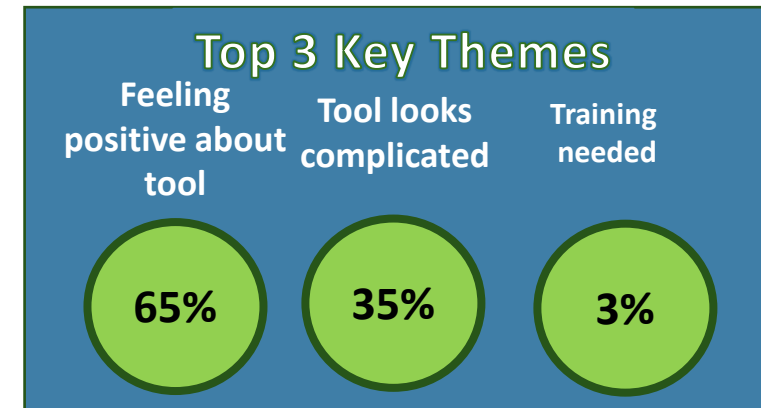 Top 3 Key Themes
Feeling
positive about
tool
Tool looks
complicated
Training
needed
65%
35%
3%